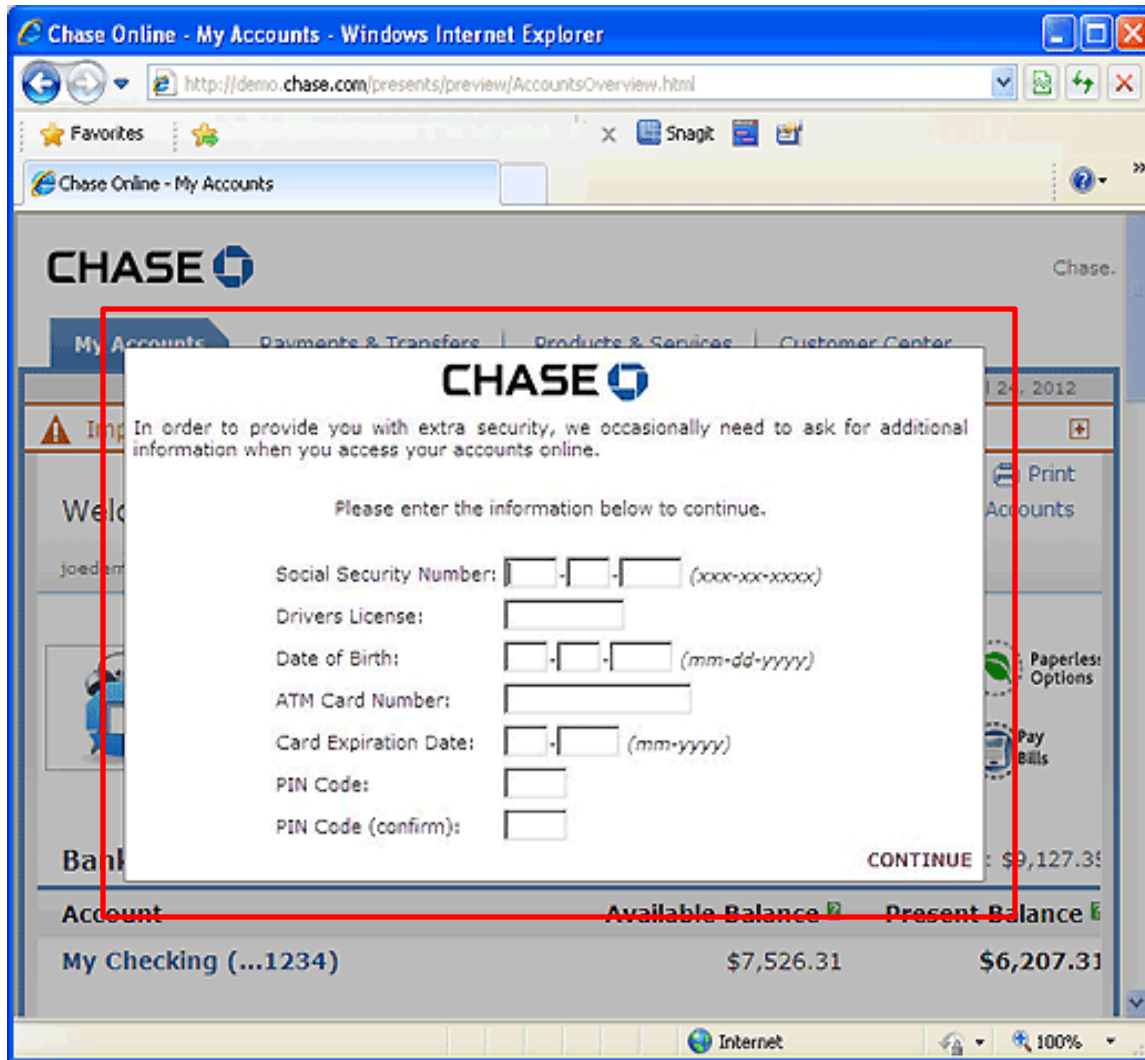 Chase Online - My Accounts - Windows Internet Explorer
http://demo.chase.com/presents/preview/AccountsOverview.html
Favorites
Snagit
Chase Online - My Accounts
CHASE
Chase.
My Accounts
Payments & Transfers
Products & Services
Customer Center
CHASE
24, 2012
In order to provide you with extra security, we occasionally need to ask for additional
information when you access your accounts online.
Print
Accounts
Please enter the information below to continue.
Social Security Number: - - (xxx-xx-xxxx)
Drivers License:
Date of Birth: - - (mm-dd-yyyy)
Paperless
Options
ATM Card Number:
Card Expiration Date: - (mm-yyyy)
Pay
Bills
PIN Code:
PIN Code (confirm):
CONTINUE
Bank
: $9,127.35
Account
Available Balance
Present Balance
My Checking (...1234)
$7,526.31
$6,207.31
Internet
100%